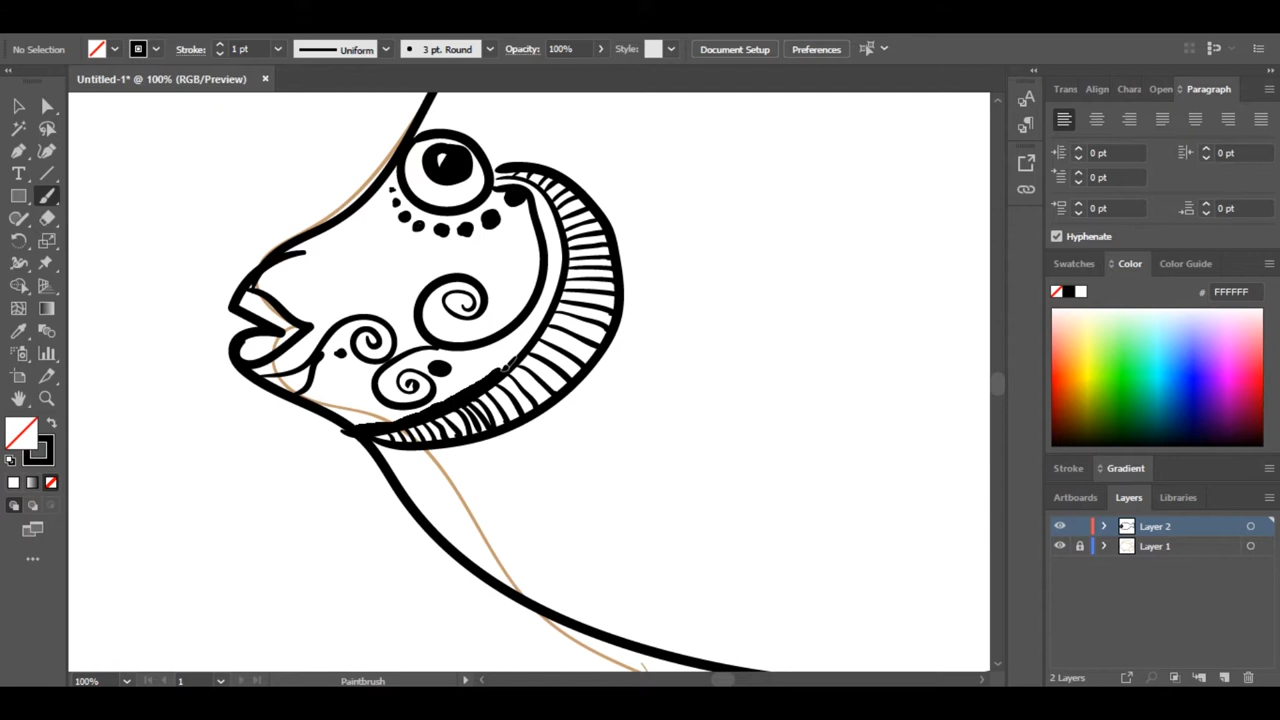 No Selection Stroke: 1 pt Uniform 3 pt. Round Opacity: 100% Style: Document Setup Preferences
Untitled-1* @ 100% (RGB/Preview) ×
Trans Align Chara Open Paragraph
0 pt 0 pt
0 pt
0 pt 0 pt
Hyphenate
Swatches Color Color Guide
# FFFFFF
Stroke Gradient
Artboards Layers Libraries
Layer 2
Layer 1
2 Layers
100% 1 Paintbrush